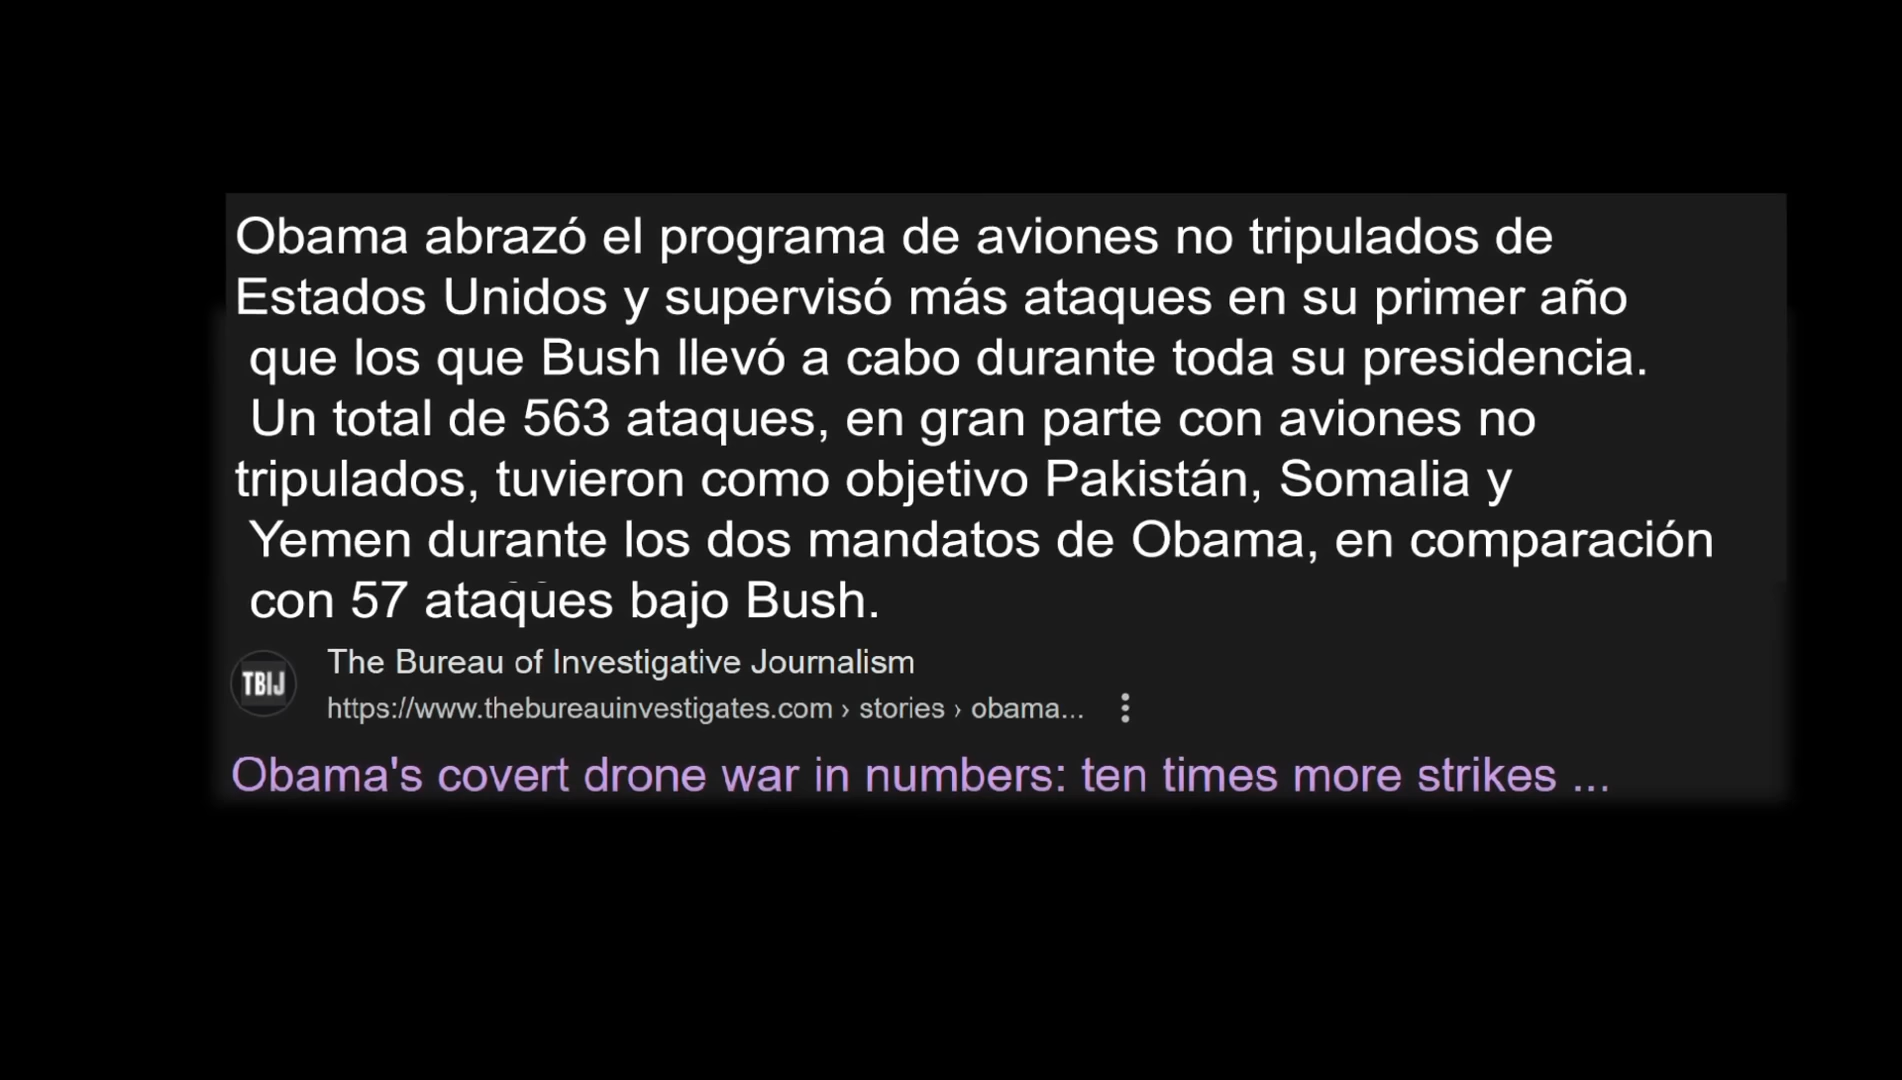 Obama abrazó el programa de aviones no tripulados de
Estados Unidos y supervisó más ataques en su primer año
que los que Bush llevó a cabo durante toda su presidencia.
Un total de 563 ataques, en gran parte con aviones no
tripulados, tuvieron como objetivo Pakistán, Somalia y
Yemen durante los dos mandatos de Obama, en comparación
con 57 ataques bajo Bush.
TBIJ
The Bureau of Investigative Journalism
https://www.thebureauinvestigates.com › stories › obama...
Obama's covert drone war in numbers: ten times more strikes ...